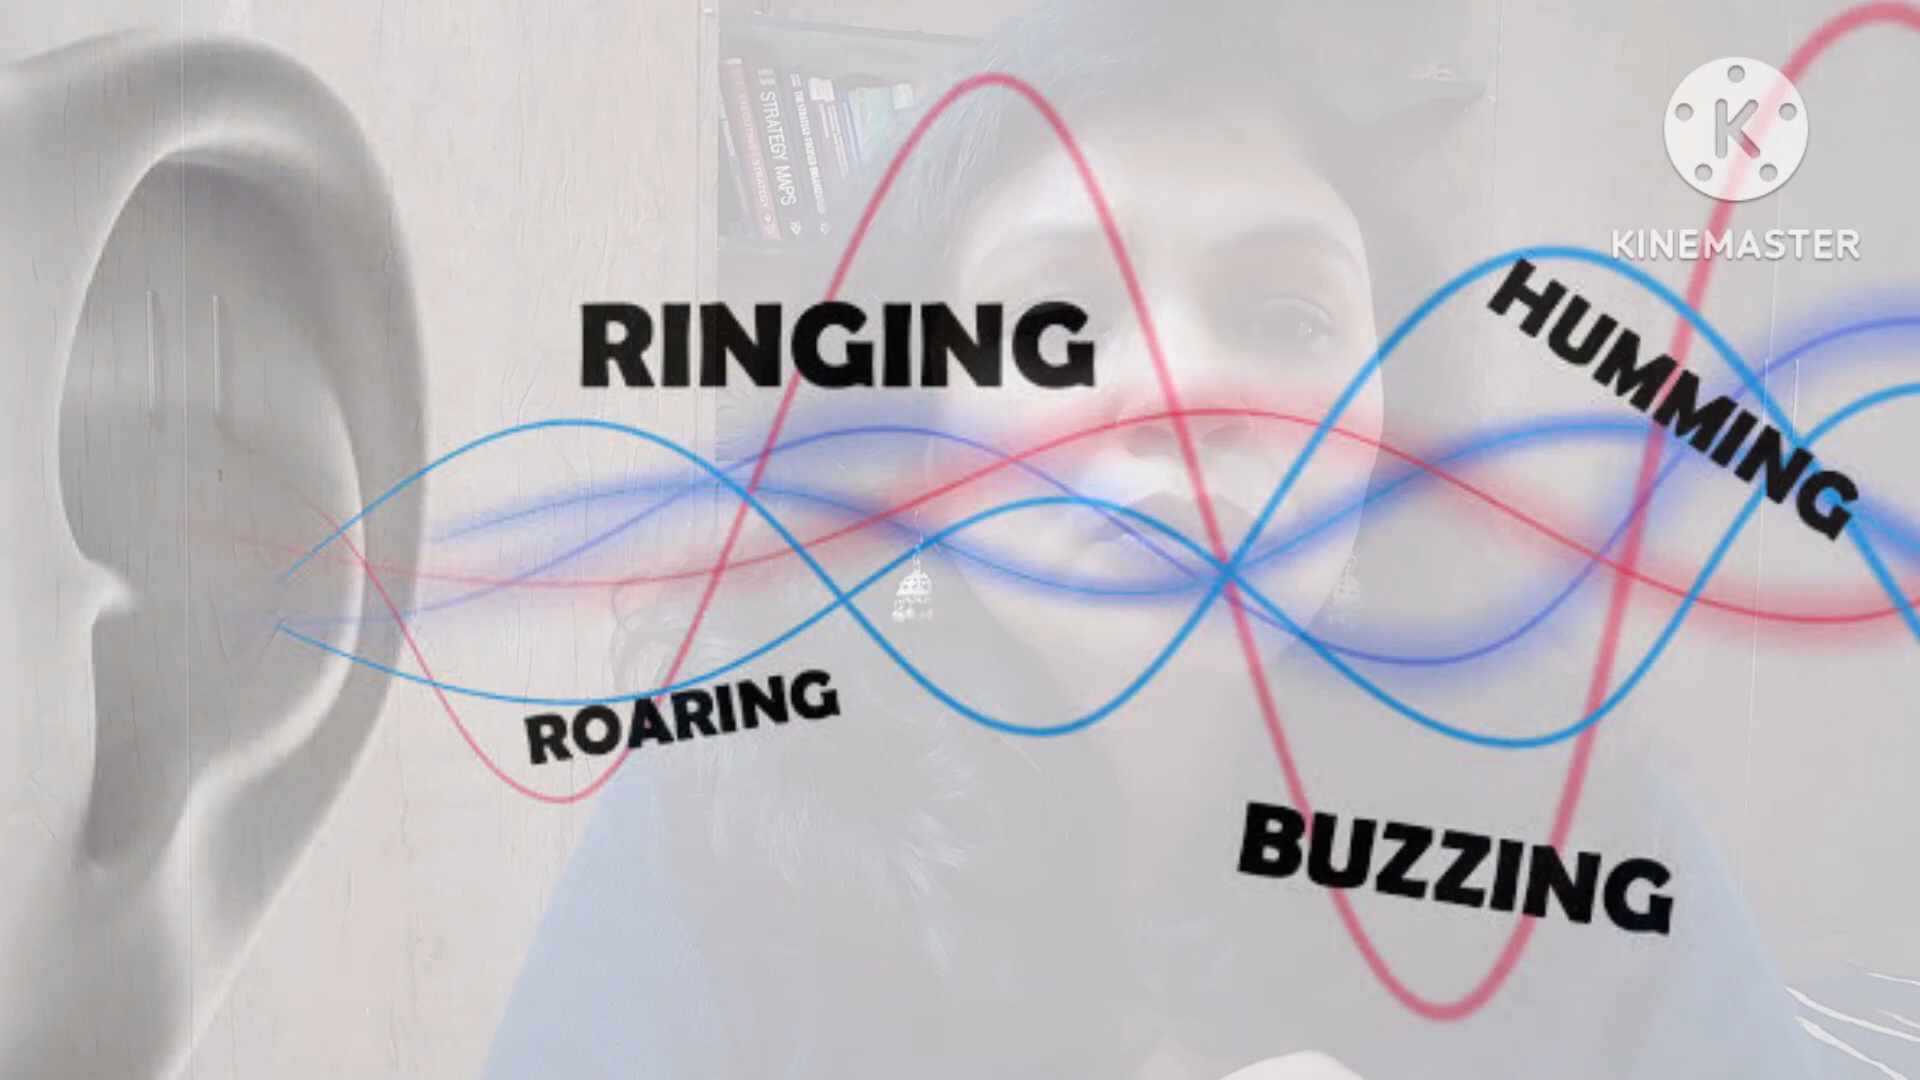 STRATEGY MAPS
K
KINEMASTER
RINGING
HUMMING
ROARING
BUZZING